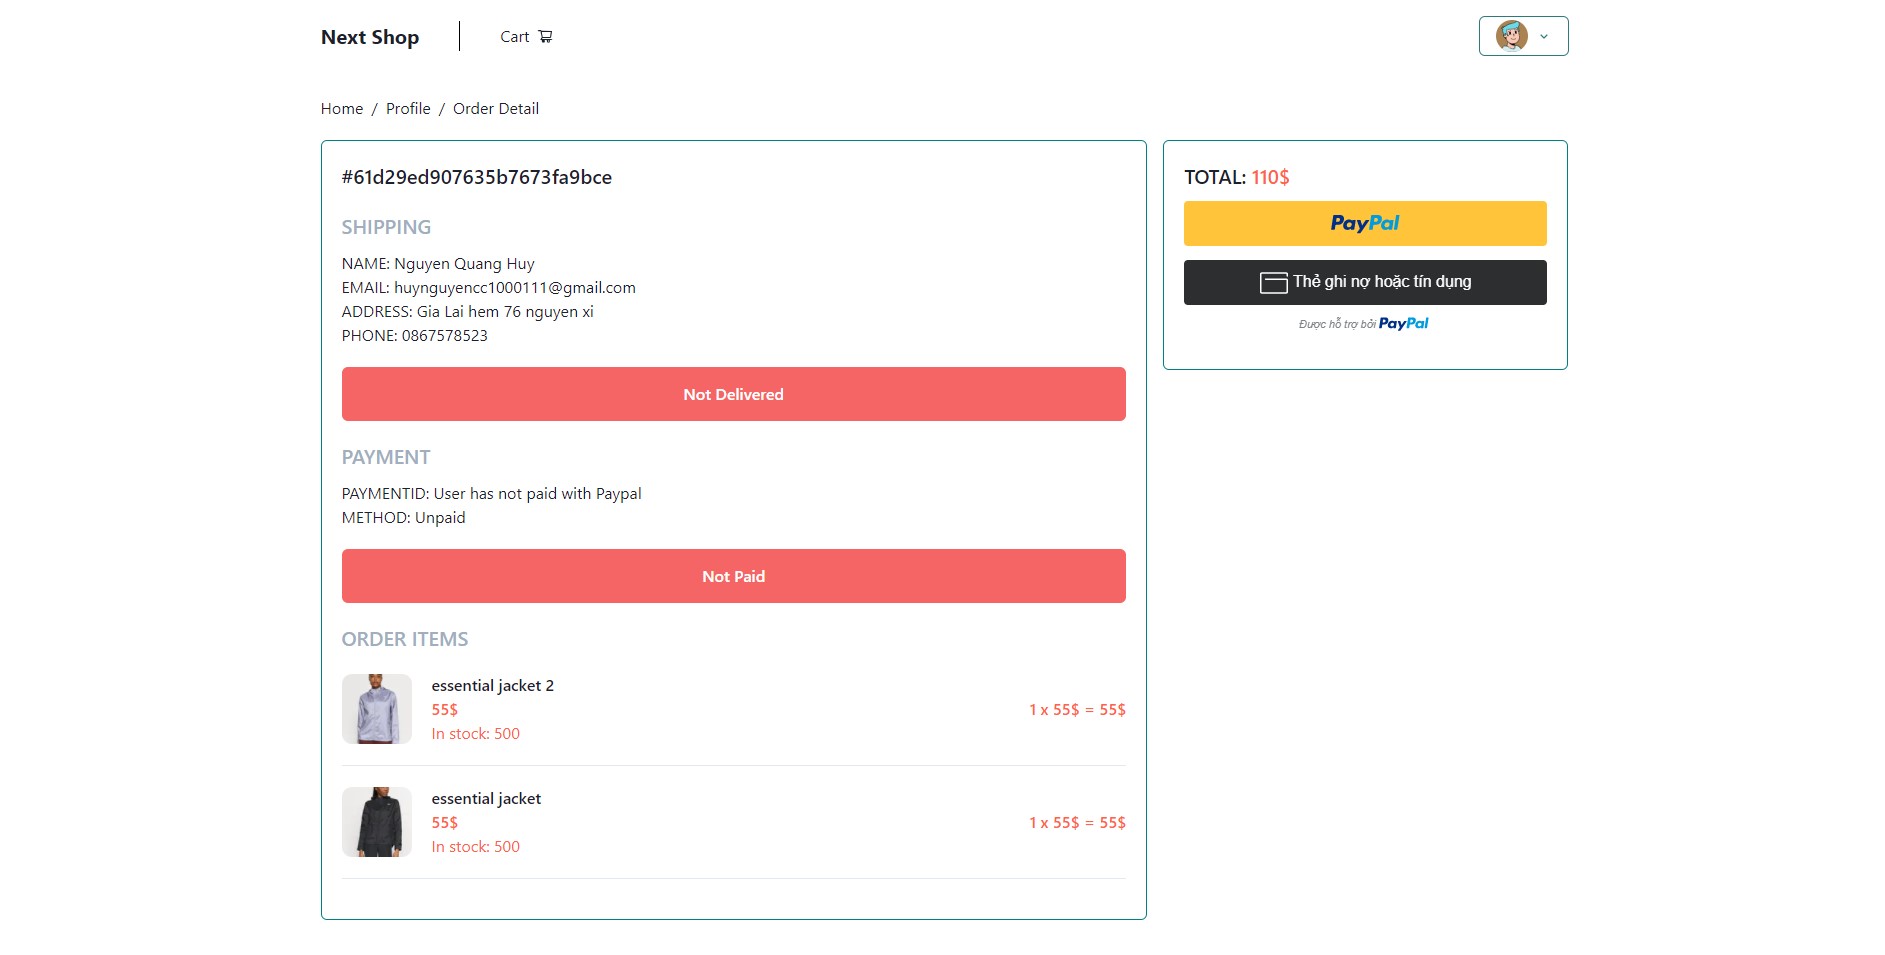 Next Shop
Cart
Home / Profile / Order Detail
#61d29ed907635b7673fa9bce
SHIPPING
NAME: Nguyen Quang Huy
EMAIL: huynguyencc1000111@gmail.com
ADDRESS: Gia Lai hem 76 nguyen xi
PHONE: 0867578523
Not Delivered
PAYMENT
PAYMENTID: User has not paid with Paypal
METHOD: Unpaid
Not Paid
ORDER ITEMS
essential jacket 2
55$
In stock: 500
1 x 55$ = 55$
essential jacket
55$
In stock: 500
1 x 55$ = 55$
TOTAL: 110$
PayPal
Thẻ ghi nợ hoặc tín dụng
Được hỗ trợ bởi PayPal